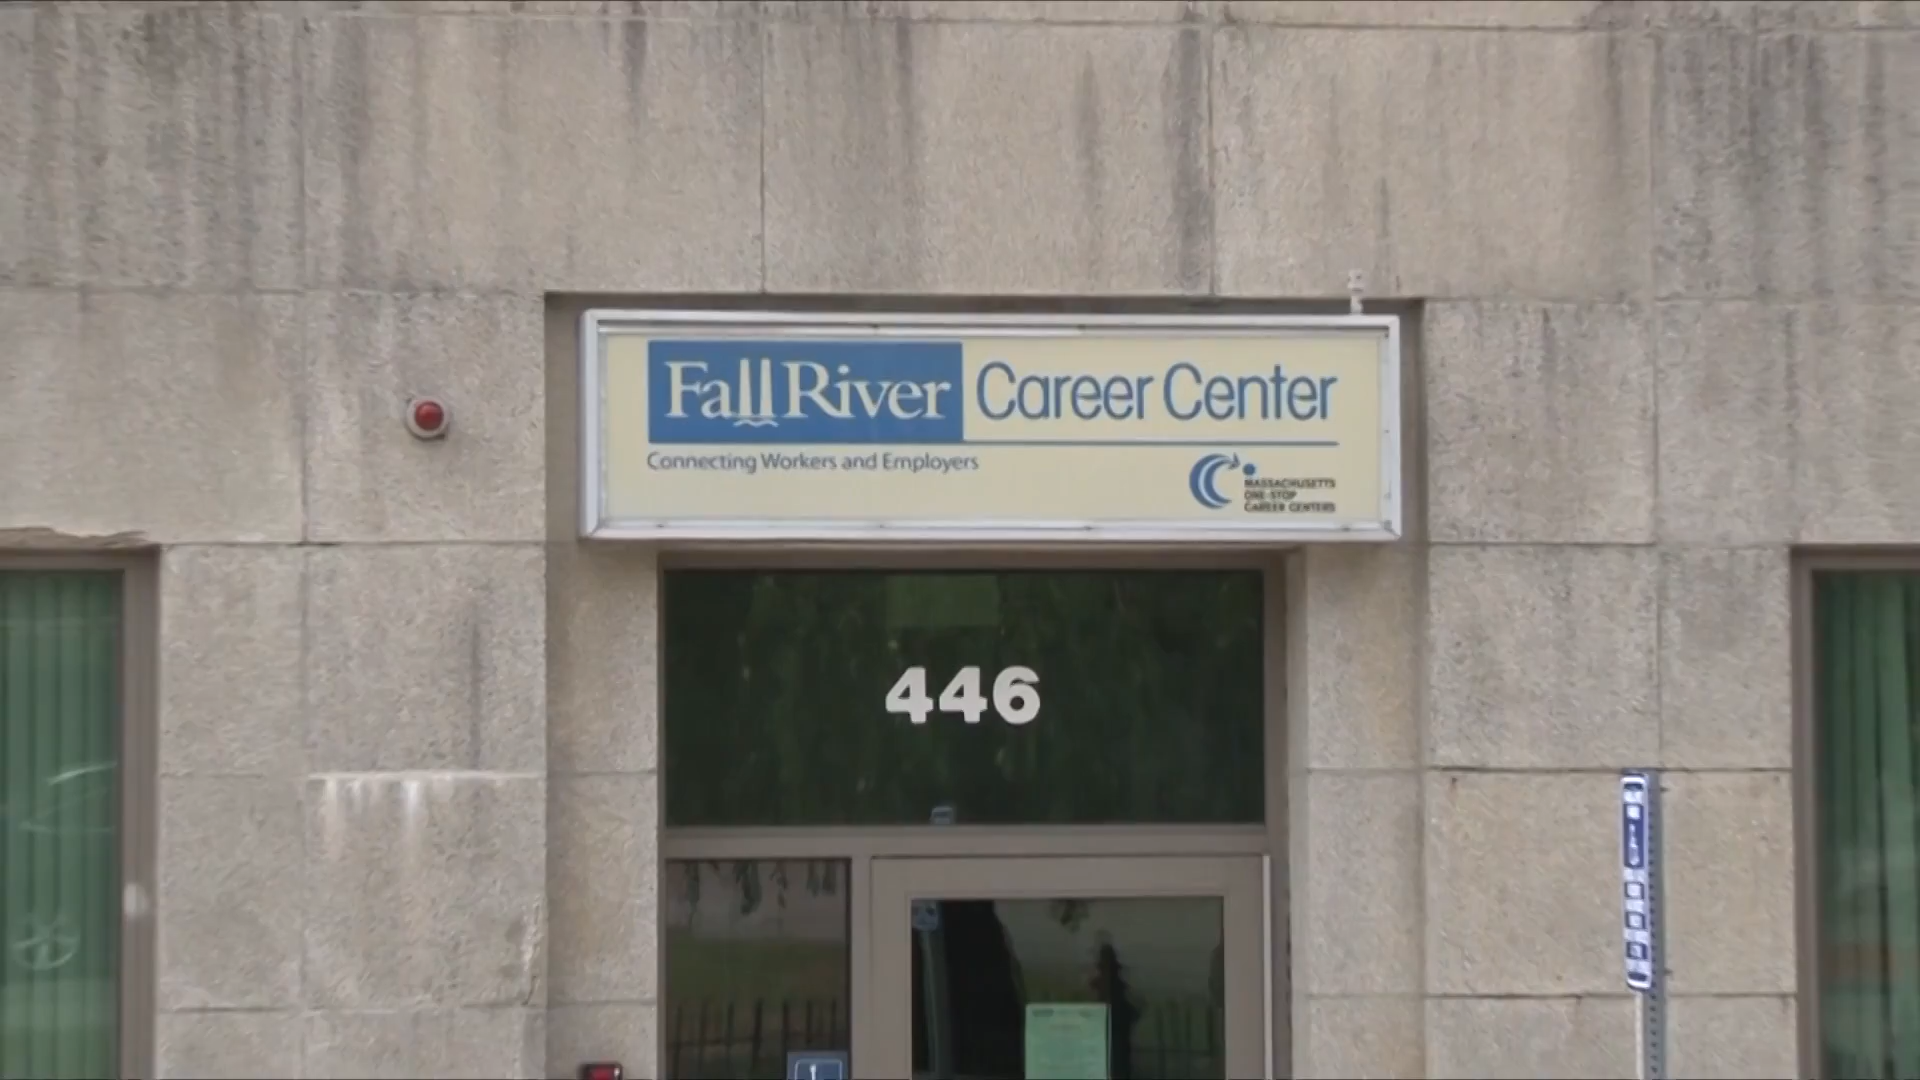 Fall River Career Center
Connecting Workers and Employers
MASSACHUSETTS
ONE-STOP
CAREER CENTERS
446